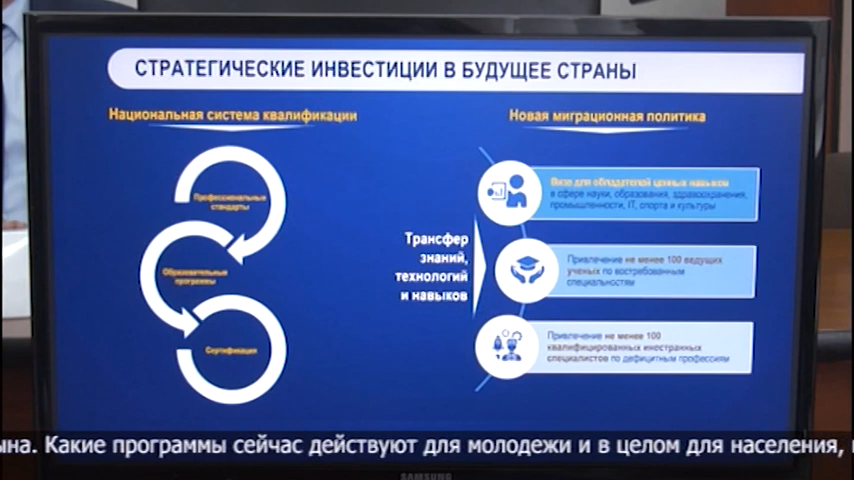 СТРАТЕГИЧЕСКИЕ ИНВЕСТИЦИИ В БУДУЩЕЕ СТРАНЫ
Национальная система квалификации
Профессиональные
стандарты
Образовательные
программы
Сертификация
Новая миграционная политика
Трансфер
знаний,
технологий
и навыков
Визе для обладателей ценных навыков
в сфере науки, образования, здравоохранения,
промышленности, IT, спорта и культуры
Привлечение не менее 100 ведущих
ученых по востребованным
специальностям
Привлечение не менее 100
квалифицированных иностранных
специалистов по дефицитным профессиям
ына. Какие программы сейчас действуют для молодежи и в целом для населения,
SAMSUNG